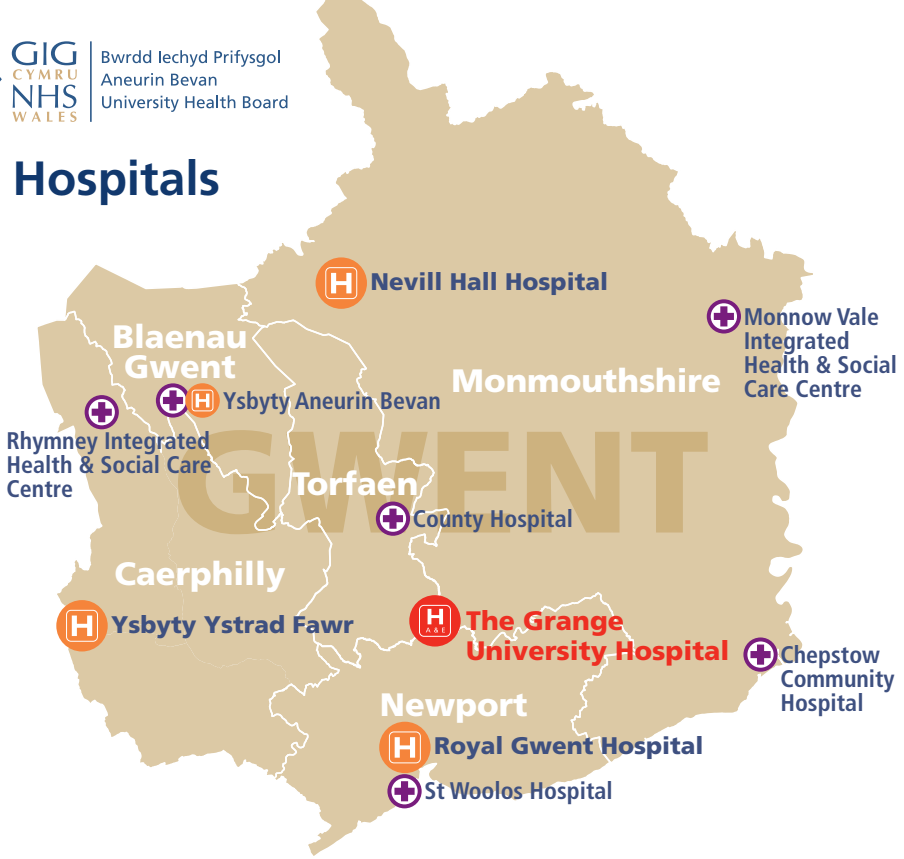 GIG
CYMRU
NHS
WALES
Bwrdd Iechyd Prifysgol
Aneurin Bevan
University Health Board
Hospitals
H
Nevill Hall Hospital
Monnow Vale
Integrated
Health & Social
Care Centre
Blaenau
Gwent
Monmouthshire
H
Ysbyty Aneurin Bevan
Rhymney Integrated
Health & Social Care
Centre
GWENT
Torfaen
County Hospital
Caerphilly
H
Ysbyty Ystrad Fawr
H
A & E
The Grange
University Hospital
Chepstow
Community
Hospital
Newport
H
Royal Gwent Hospital
St Woolos Hospital